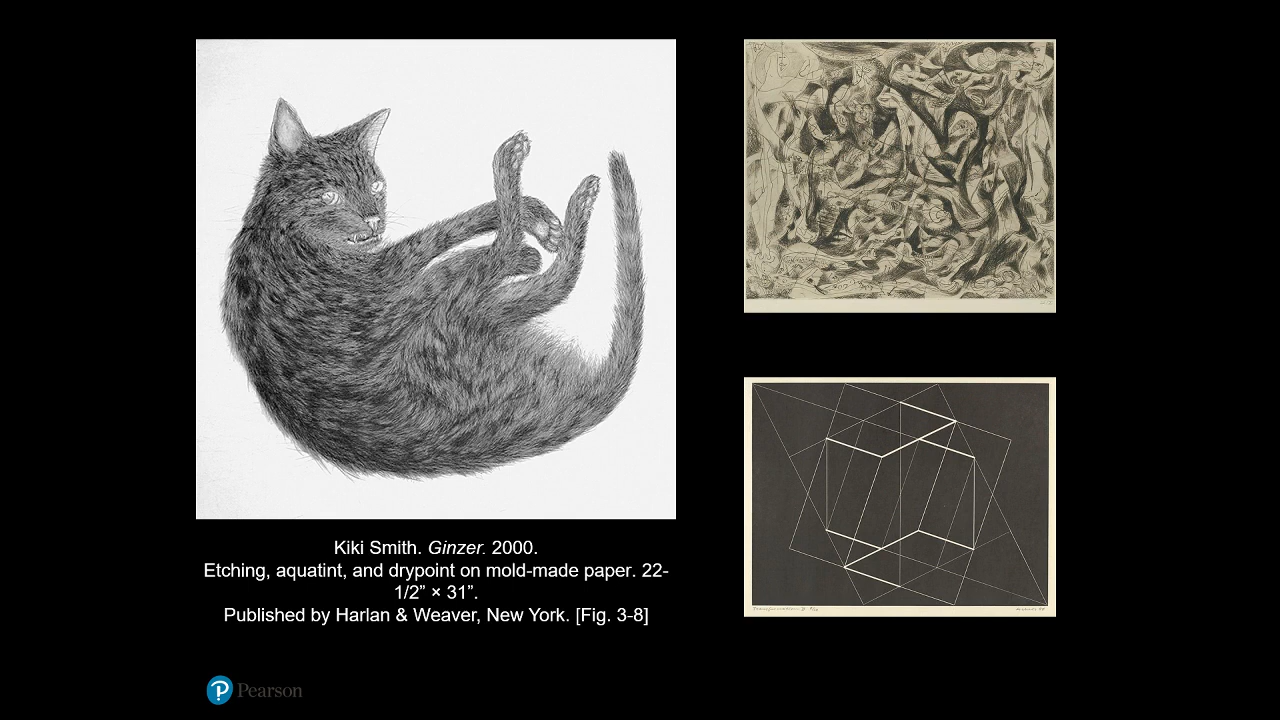 Kiki Smith. Ginzer. 2000.
Etching, aquatint, and drypoint on mold-made paper. 22-
1/2” × 31”.
Published by Harlan & Weaver, New York. [Fig. 3-8]
Pearson